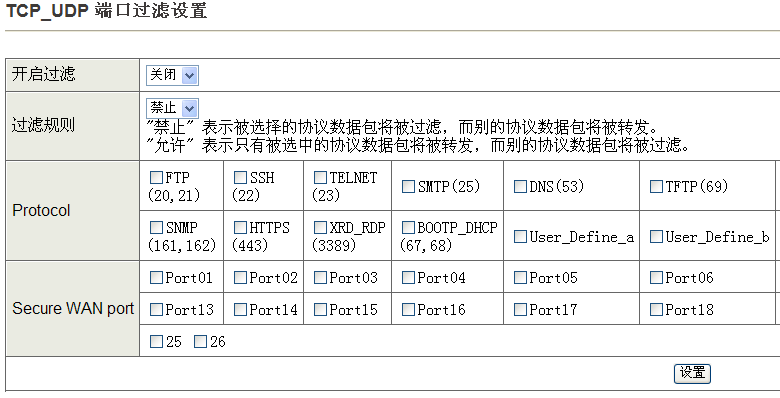 TCP_UDP 端口过滤设置
开启过滤 关闭
过滤规则 禁止
"禁止" 表示被选择的协议数据包将被过滤，而别的协议数据包将被转发。
"允许" 表示只有被选中的协议数据包将被转发，而别的协议数据包将被过滤。
Protocol
FTP (20,21) SSH (22) TELNET (23) SMTP(25) DNS(53) TFTP(69)
SNMP (161,162) HTTPS (443) XRD_RDP (3389) BOOTP_DHCP (67,68) User_Define_a User_Define_b
Secure WAN port
Port01 Port02 Port03 Port04 Port05 Port06
Port13 Port14 Port15 Port16 Port17 Port18
25 26
设置